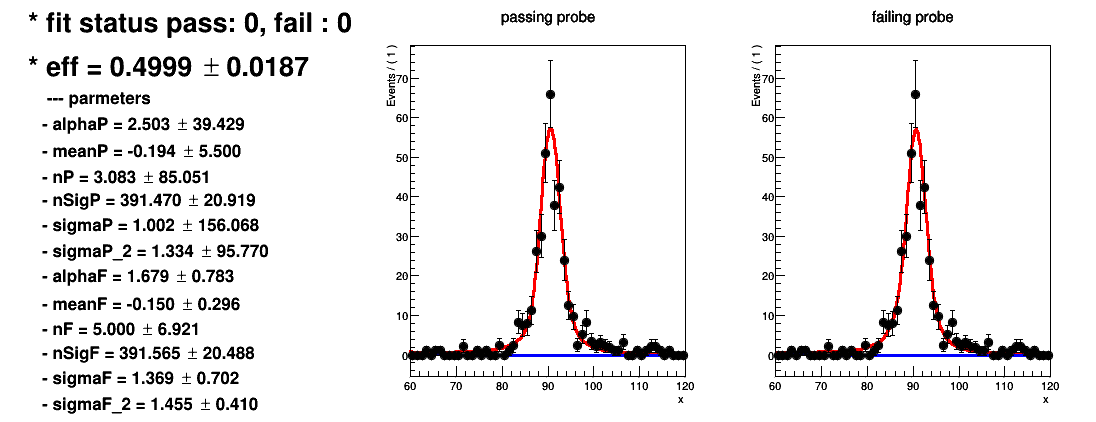 * fit status pass: 0, fail : 0
* eff = 0.4999 ± 0.0187
--- parmeters
- alphaP = 2.503 ± 39.429
- meanP = -0.194 ± 5.500
- nP = 3.083 ± 85.051
- nSigP = 391.470 ± 20.919
- sigmaP = 1.002 ± 156.068
- sigmaP_2 = 1.334 ± 95.770
- alphaF = 1.679 ± 0.783
- meanF = -0.150 ± 0.296
- nF = 5.000 ± 6.921
- nSigF = 391.565 ± 20.488
- sigmaF = 1.369 ± 0.702
- sigmaF_2 = 1.455 ± 0.410
passing probe
Events / ( 1 )
70
60
50
40
30
20
10
0
60 70 80 90 100 110 120
x
failing probe
Events / ( 1 )
70
60
50
40
30
20
10
0
60 70 80 90 100 110 120
x